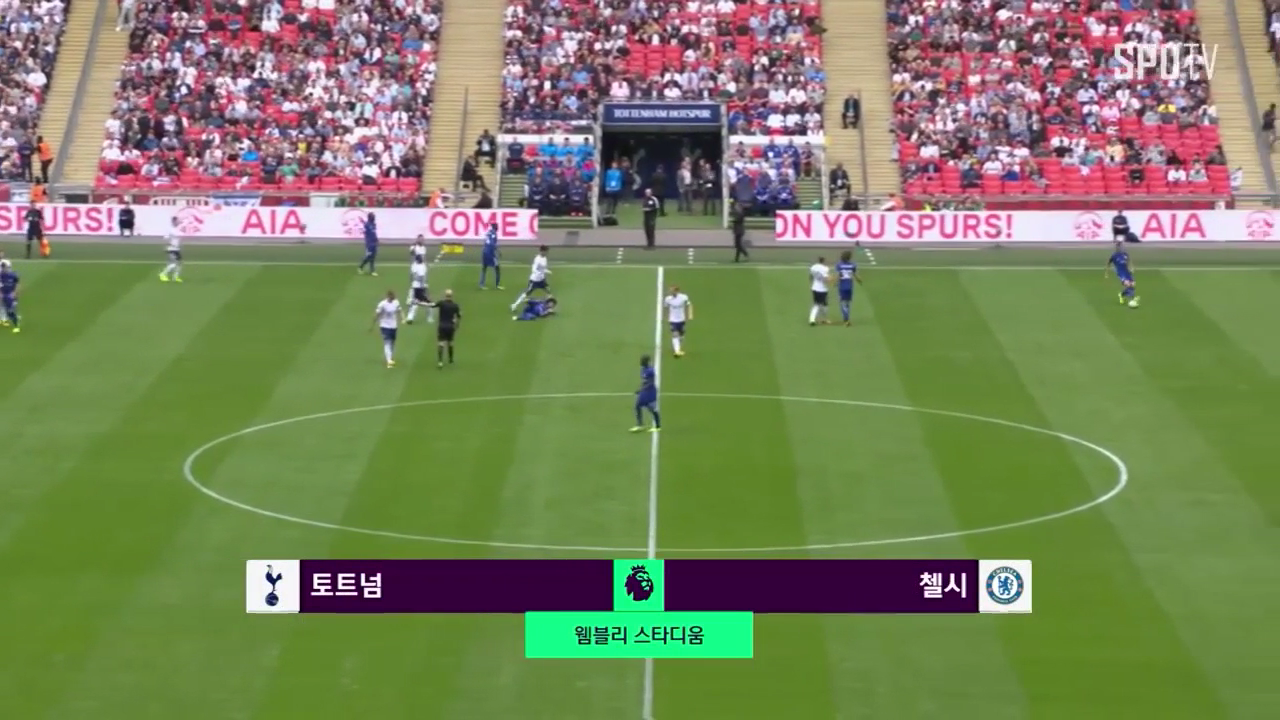 SPOTV
TOTTENHAM HOTSPUR
SPURS! AIA COME C
ON YOU SPURS! AIA
토트넘
첼시
CHELSEA
웸블리 스타디움